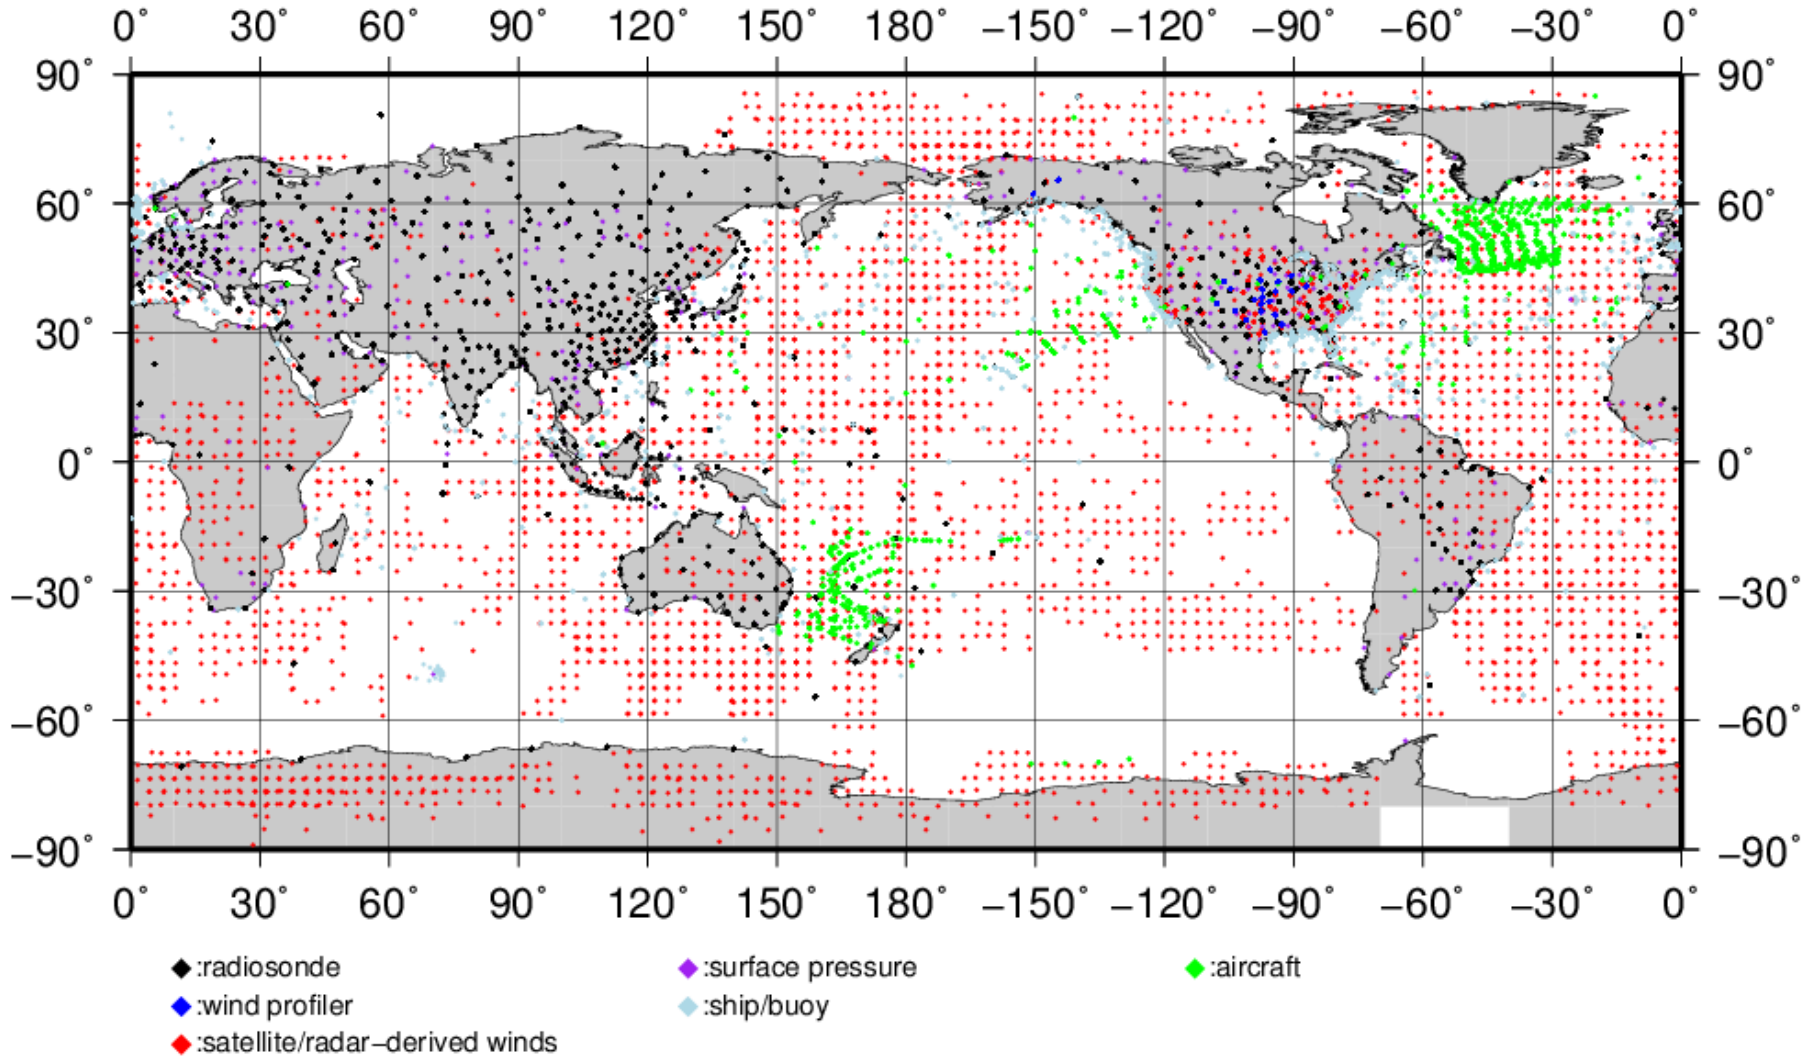 0° 30° 60° 90° 120° 150° 180° −150° −120° −90° −60° −30° 0°
90° 90°
60° 60°
30° 30°
0° 0°
−30° −30°
−60° −60°
−90° −90°
0° 30° 60° 90° 120° 150° 180° −150° −120° −90° −60° −30° 0°
:radiosonde :surface pressure :aircraft
:wind profiler :ship/buoy
:satellite/radar−derived winds